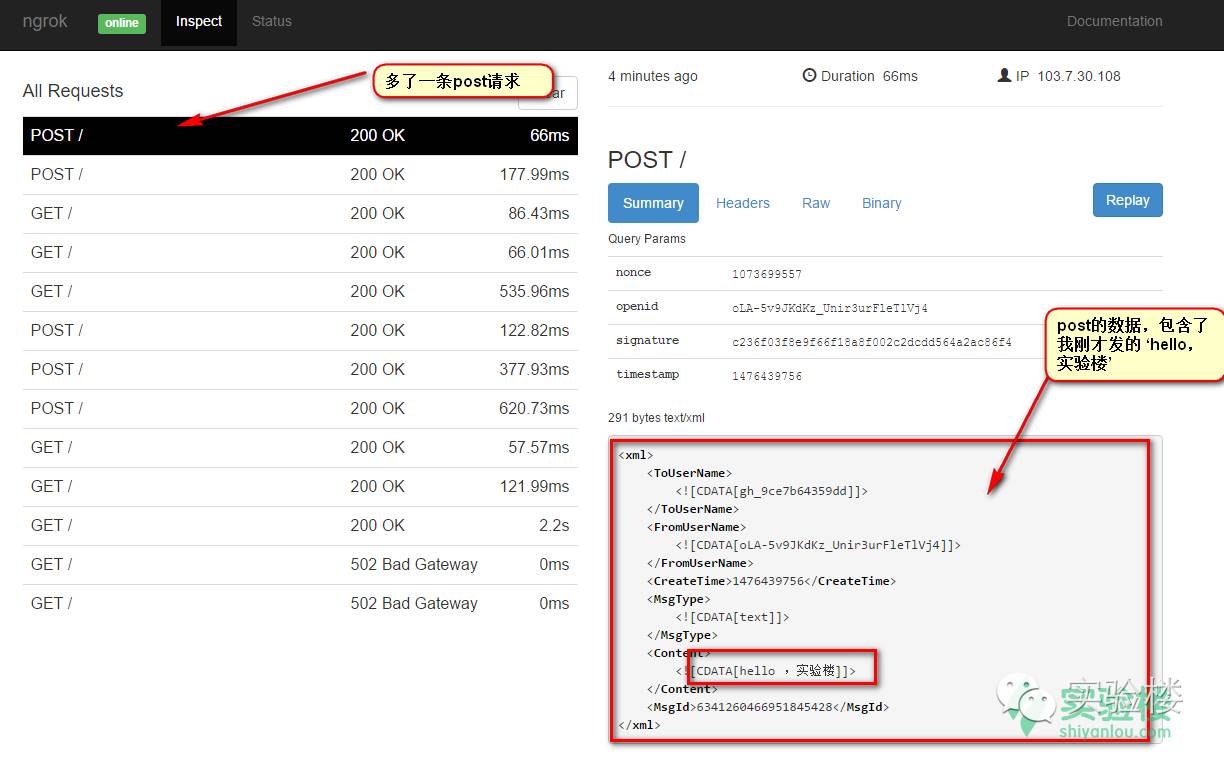 ngrok online Inspect Status Documentation
多了一条post请求
4 minutes ago Duration 66ms IP 103.7.30.108
All Requests
POST / 200 OK 66ms
POST / 200 OK 177.99ms
GET / 200 OK 86.43ms
GET / 200 OK 66.01ms
GET / 200 OK 535.96ms
POST / 200 OK 122.82ms
POST / 200 OK 377.93ms
POST / 200 OK 620.73ms
GET / 200 OK 57.57ms
GET / 200 OK 121.99ms
GET / 200 OK 2.2s
GET / 502 Bad Gateway 0ms
GET / 502 Bad Gateway 0ms
POST /
Summary Headers Raw Binary Replay
Query Params
nonce 1073699557
openid oLA-5v9JKdKz_Unir3urFleTlVj4
signature c236f03f8e9f66f18a8f002c2dcdd564a2ac86f4
timestamp 1476439756
post的数据，包含了
我刚才发的 ‘hello，
实验楼’
291 bytes text/xml
<xml>
<ToUserName>
<![CDATA[gh_9ce7b64359dd]]>
</ToUserName>
<FromUserName>
<![CDATA[oLA-5v9JKdKz_Unir3urFleTlVj4]]>
</FromUserName>
<CreateTime>1476439756</CreateTime>
<MsgType>
<![CDATA[text]]>
</MsgType>
<Content>
<![CDATA[hello ，实验楼]]>
</Content>
<MsgId>6341260466951845428</MsgId>
</xml>
实验楼
实验楼
shiyanlou.com